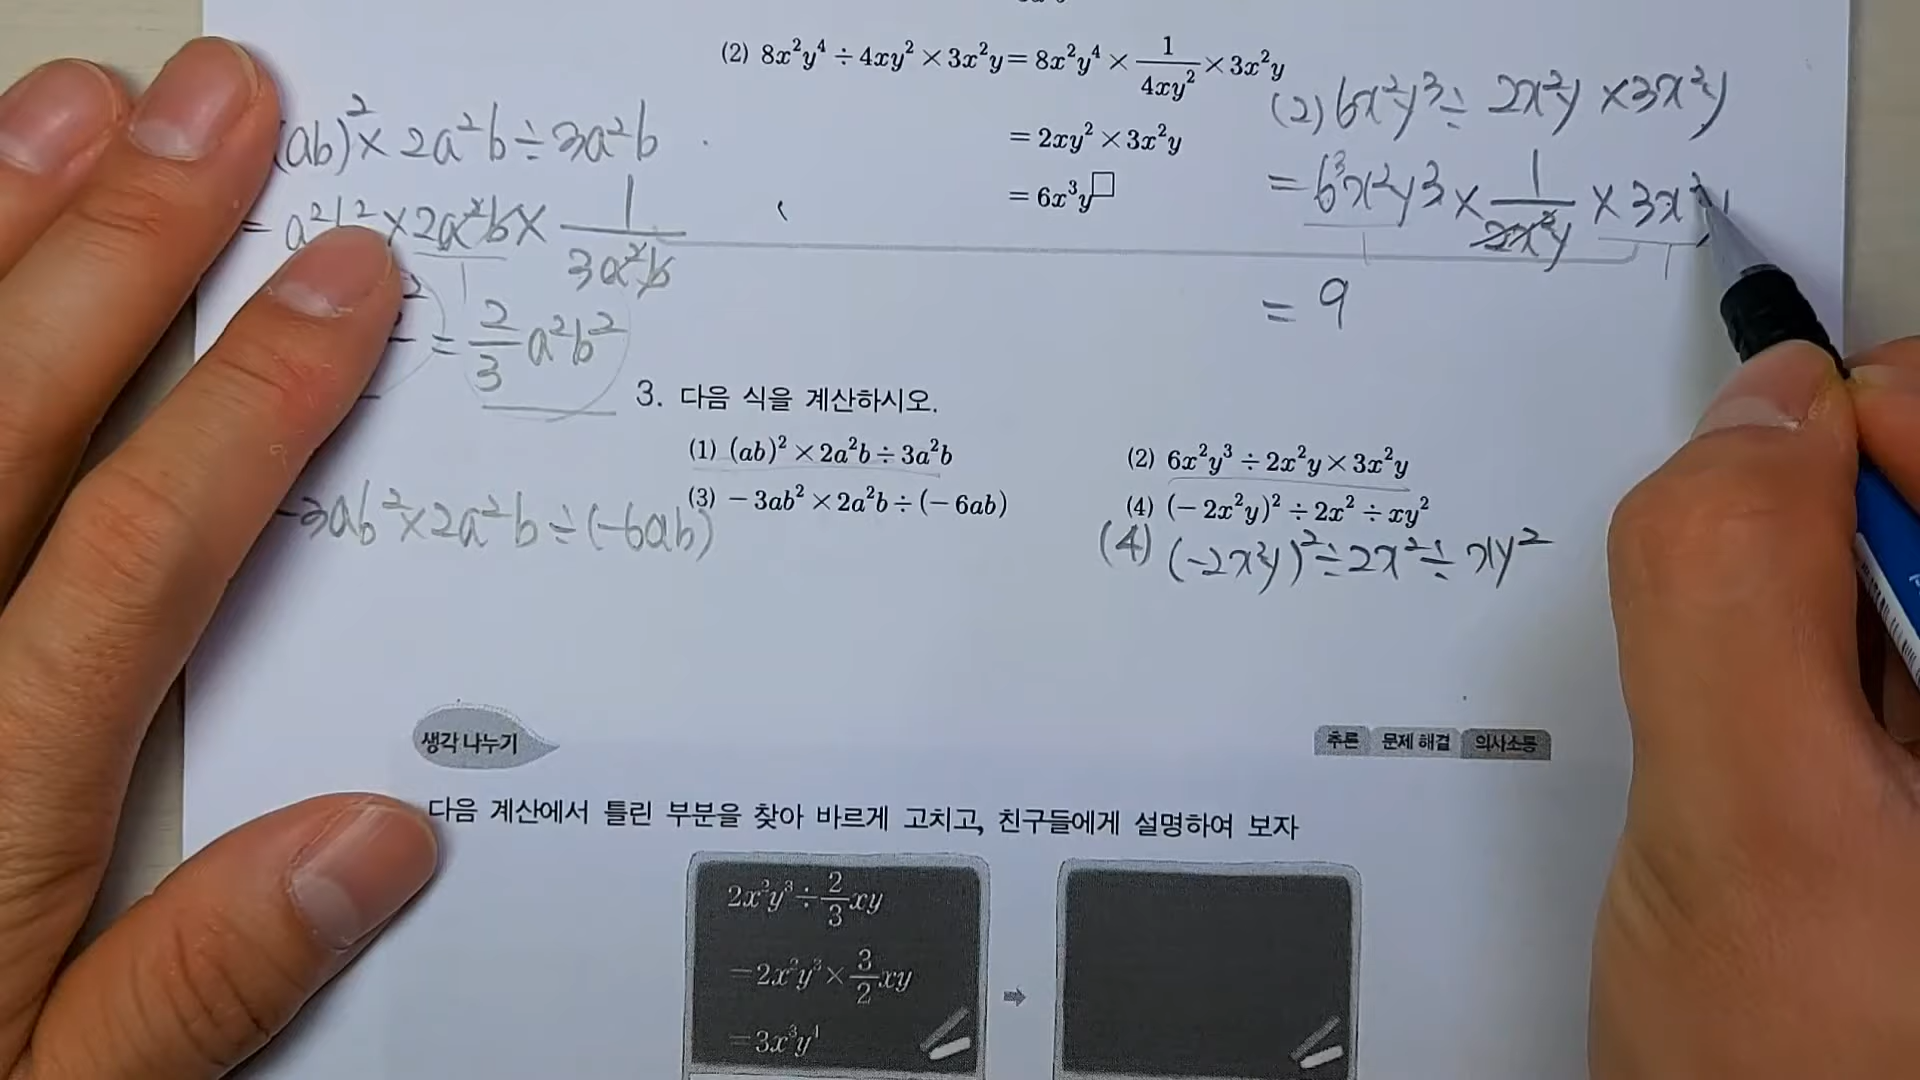 (2) 8x²y⁴ ÷ 4xy² × 3x²y = 8x²y⁴ × 1/4xy² × 3x²y
= 2xy² × 3x²y
= 6x³y^□
(2) 6x²y³ ÷ 2x²y × 3x²y
= 6³x²y³ × 1/2x²y × 3x²y
= 9
(ab)² × 2a²b ÷ 3a²b
= a²b² × 2a²b × 1/3a²b
= 2/3 a²b²
3. 다음 식을 계산하시오.
(1) (ab)² × 2a²b ÷ 3a²b
(2) 6x²y³ ÷ 2x²y × 3x²y
(3) −3ab² × 2a²b ÷ (−6ab)
(4) (−2x²y)² ÷ 2x² ÷ xy²
-3ab² × 2a²b ÷ (-6ab)
(4) (-2x²y)² ÷ 2x² ÷ xy²
생각 나누기
추론 문제 해결 의사소통
다음 계산에서 틀린 부분을 찾아 바르게 고치고, 친구들에게 설명하여 보자
2x²y³ ÷ 2/3 xy
= 2x²y³ × 3/2 xy
= 3x³y⁴